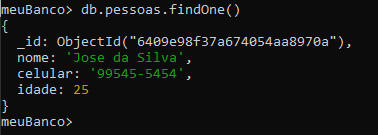 meuBanco> db.pessoas.findOne()
{
  _id: ObjectId("6409e98f37a674054aa8970a"),
  nome: 'Jose da Silva',
  celular: '99545-5454',
  idade: 25
}
meuBanco>